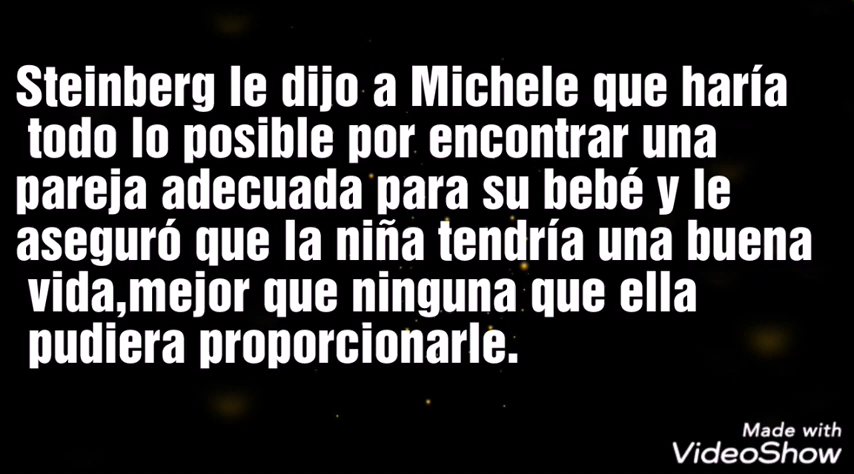 Steinberg le dijo a Michele que haría
todo lo posible por encontrar una
pareja adecuada para su bebé y le
aseguró que la niña tendría una buena
vida,mejor que ninguna que ella
pudiera proporcionarle.
Made with
VideoShow